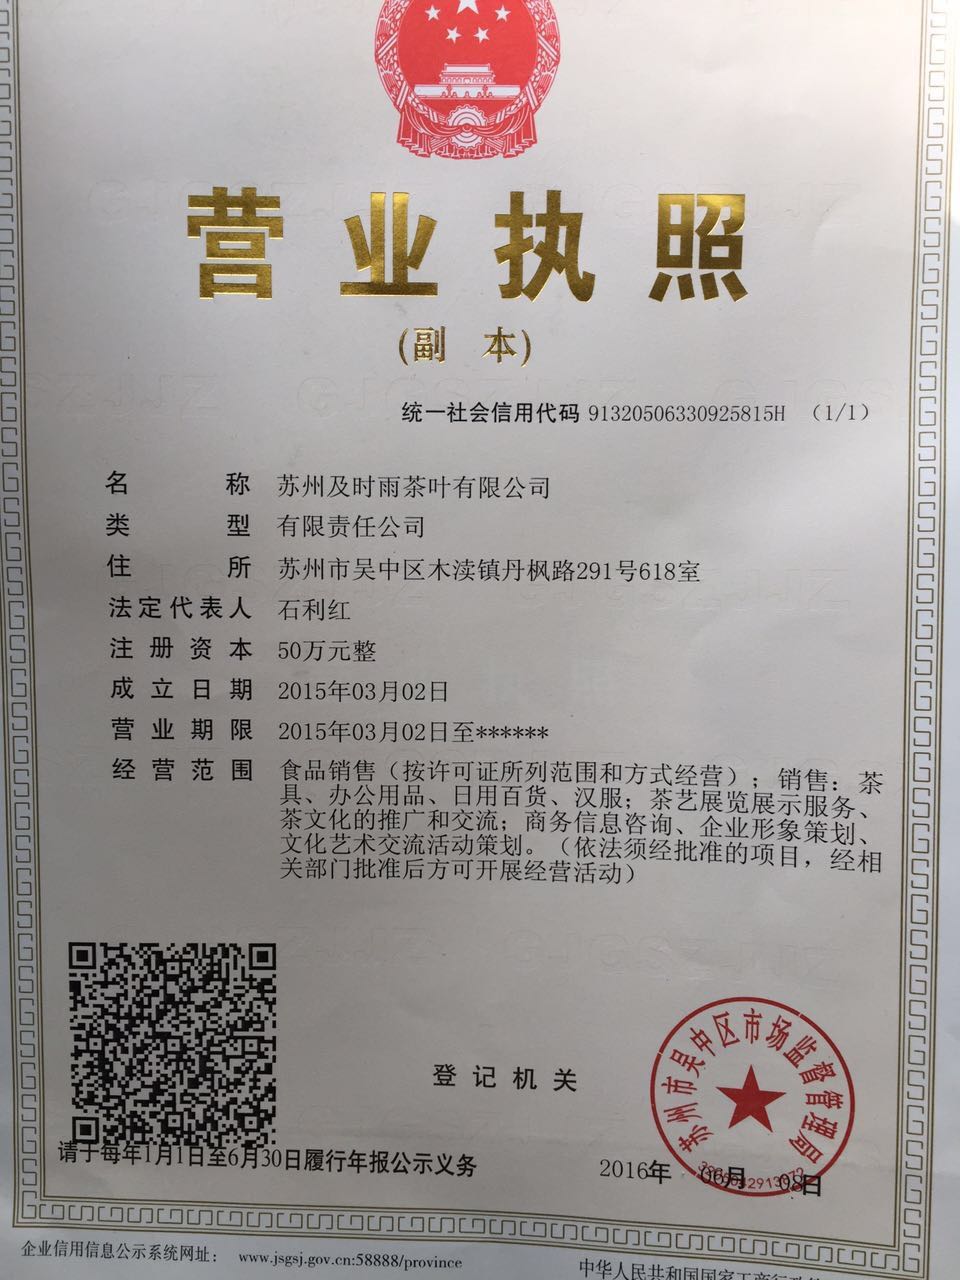 营业执照
(副 本)
统一社会信用代码 91320506330925815H （1/1）
名 称 苏州及时雨茶叶有限公司
类 型 有限责任公司
住 所 苏州市吴中区木渎镇丹枫路291号618室
法定代表人 石利红
注册资本 50万元整
成立日期 2015年03月02日
营业期限 2015年03月02日至******
经营范围 食品销售（按许可证所列范围和方式经营）；销售：茶
具、办公用品、日用百货、汉服；茶艺展览展示服务、
茶文化的推广和交流；商务信息咨询、企业形象策划、
文化艺术交流活动策划。（依法须经批准的项目，经相
关部门批准后方可开展经营活动）
登记机关
苏州市吴中区市场监督管理局
请于每年1月1日至6月30日履行年报公示义务
2016年 06月 08日
企业信用信息公示系统网址： www.jsgsj.gov.cn:58888/province
中华人民共和国国家工商行政